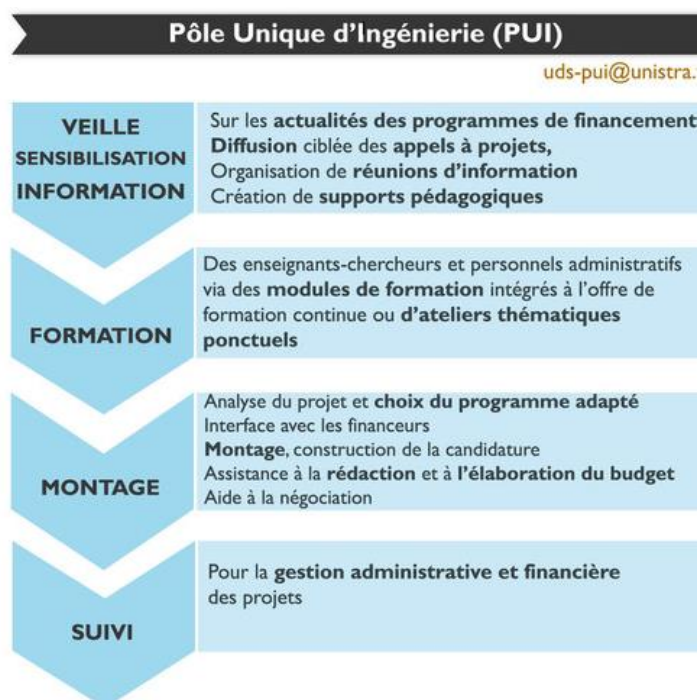 Pôle Unique d'Ingénierie (PUI)
uds-pui@unistra.
VEILLE
SENSIBILISATION
INFORMATION
Sur les actualités des programmes de financement
Diffusion ciblée des appels à projets,
Organisation de réunions d'information
Création de supports pédagogiques
FORMATION
Des enseignants-chercheurs et personnels administratifs
via des modules de formation intégrés à l'offre de
formation continue ou d'ateliers thématiques
ponctuels
MONTAGE
Analyse du projet et choix du programme adapté
Interface avec les financeurs
Montage, construction de la candidature
Assistance à la rédaction et à l'élaboration du budget
Aide à la négociation
SUIVI
Pour la gestion administrative et financière
des projets